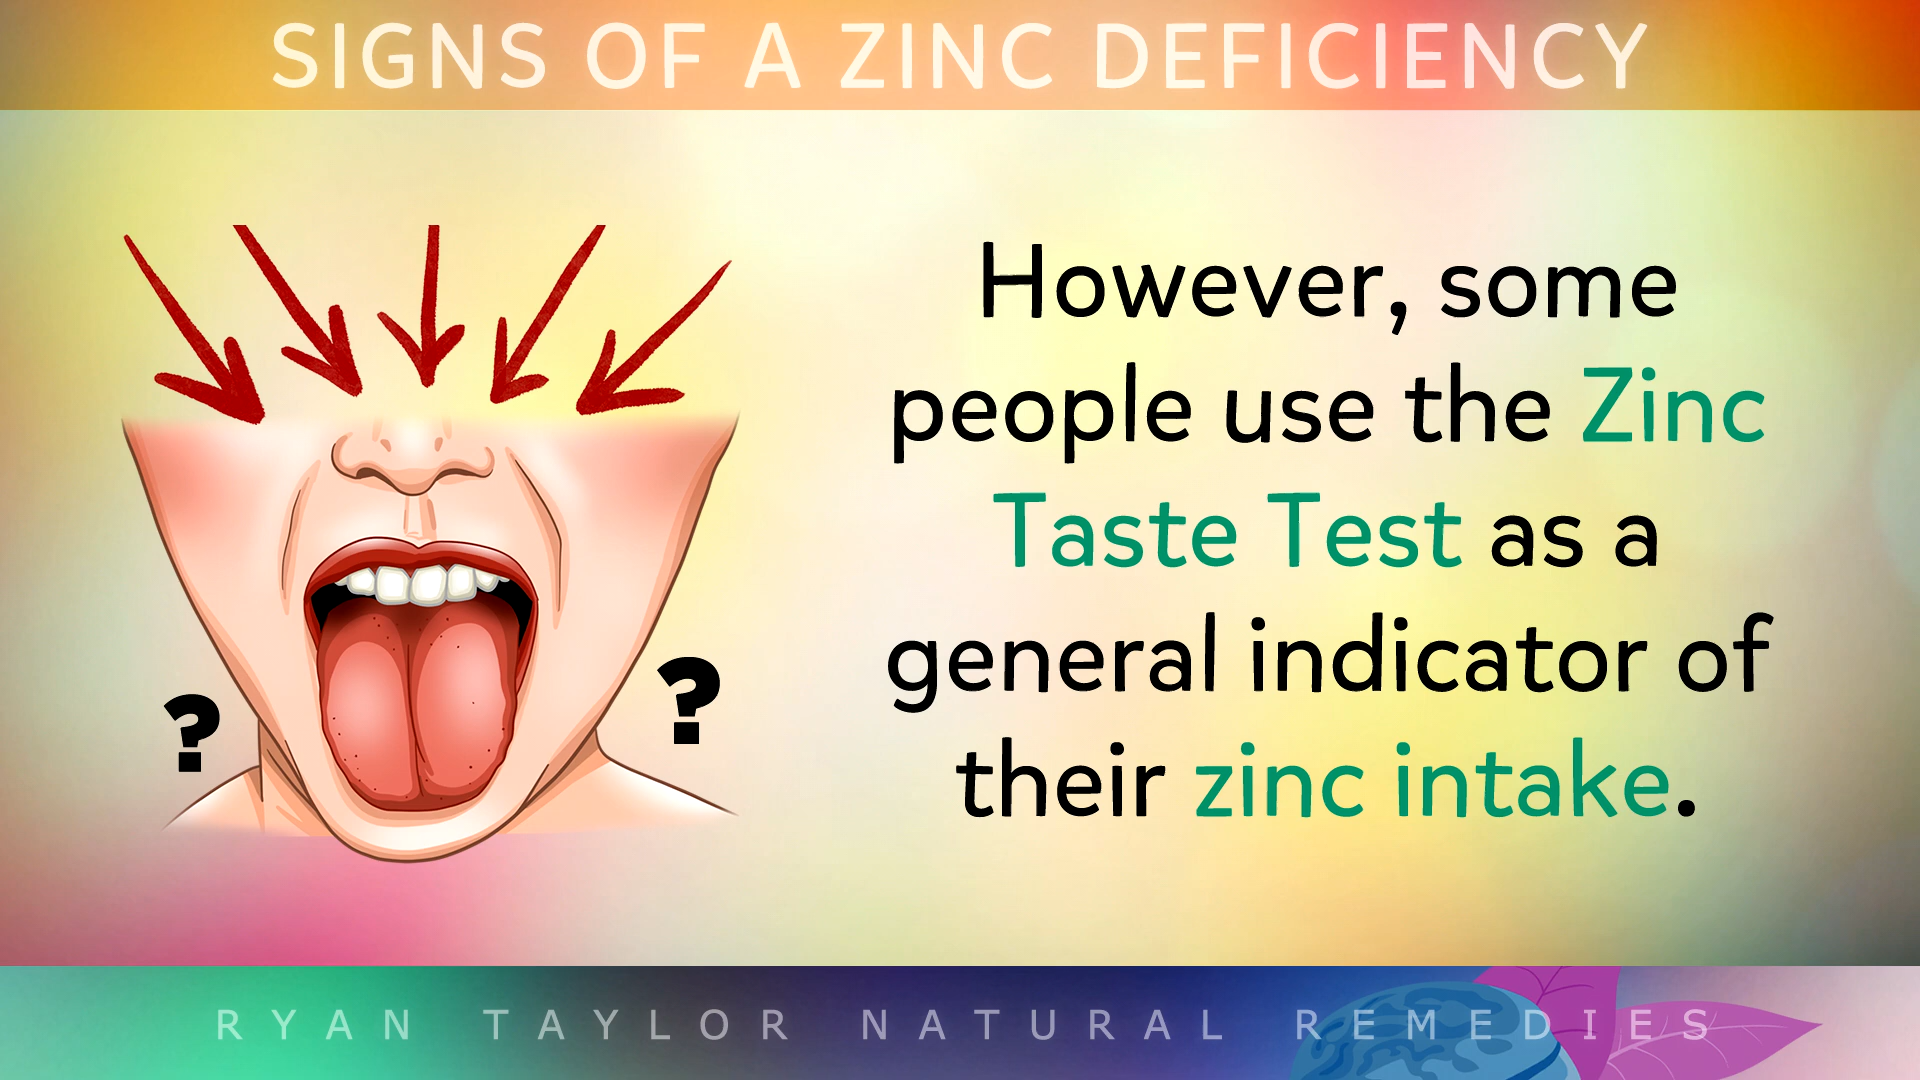 SIGNS OF A ZINC DEFICIENCY
However, some
people use the Zinc
Taste Test as a
general indicator of
their zinc intake.
?
?
RYAN TAYLOR NATURAL REMEDIES